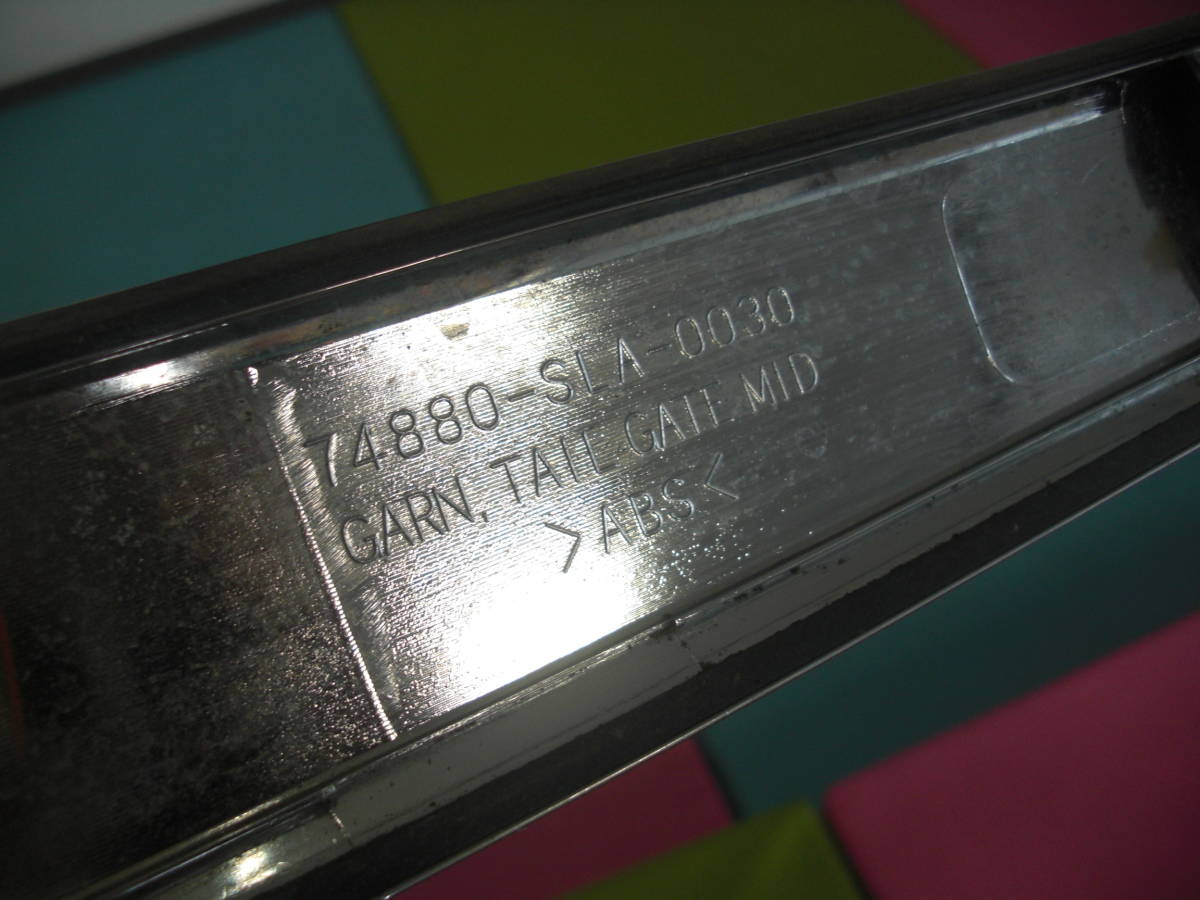 74880-SLA-0030
GARN, TAIL GATE MID
>ABS<